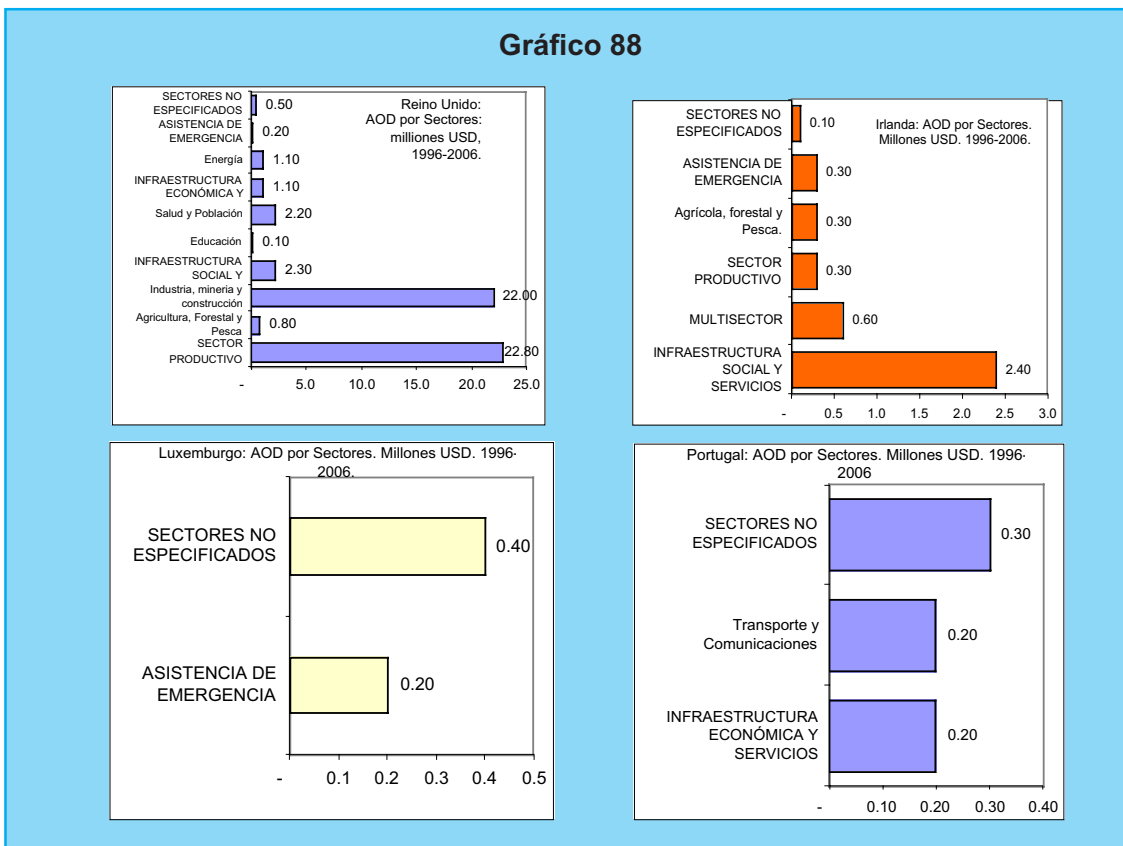 Gráfico 88
Reino Unido:
AOD por Sectores:
milliones USD,
1996-2006.
SECTORES NO
ESPECIFICADOS
0.50
ASISTENCIA DE
EMERGENCIA
0.20
Energía
1.10
INFRAESTRUCTURA
ECONÓMICA Y
1.10
Salud y Población
2.20
Educación
0.10
INFRAESTRUCTURA
SOCIAL Y
2.30
Industria, mineria y
construcción
22.00
Agricultura, Forestal y
Pesca
0.80
SECTOR
PRODUCTIVO
22.80
- 5.0 10.0 15.0 20.0 25.0
Irlanda: AOD por Sectores.
Millones USD. 1996-2006.
SECTORES NO
ESPECIFICADOS
0.10
ASISTENCIA DE
EMERGENCIA
0.30
Agrícola, forestal y
Pesca.
0.30
SECTOR
PRODUCTIVO
0.30
MULTISECTOR
0.60
INFRAESTRUCTURA
SOCIAL Y
SERVICIOS
2.40
- 0.5 1.0 1.5 2.0 2.5 3.0
Luxemburgo: AOD por Sectores. Millones USD. 1996-
2006.
SECTORES NO
ESPECIFICADOS
0.40
ASISTENCIA DE
EMERGENCIA
0.20
- 0.1 0.2 0.3 0.4 0.5
Portugal: AOD por Sectores. Millones USD. 1996-
2006
SECTORES NO
ESPECIFICADOS
0.30
Transporte y
Comunicaciones
0.20
INFRAESTRUCTURA
ECONÓMICA Y
SERVICIOS
0.20
- 0.10 0.20 0.30 0.40